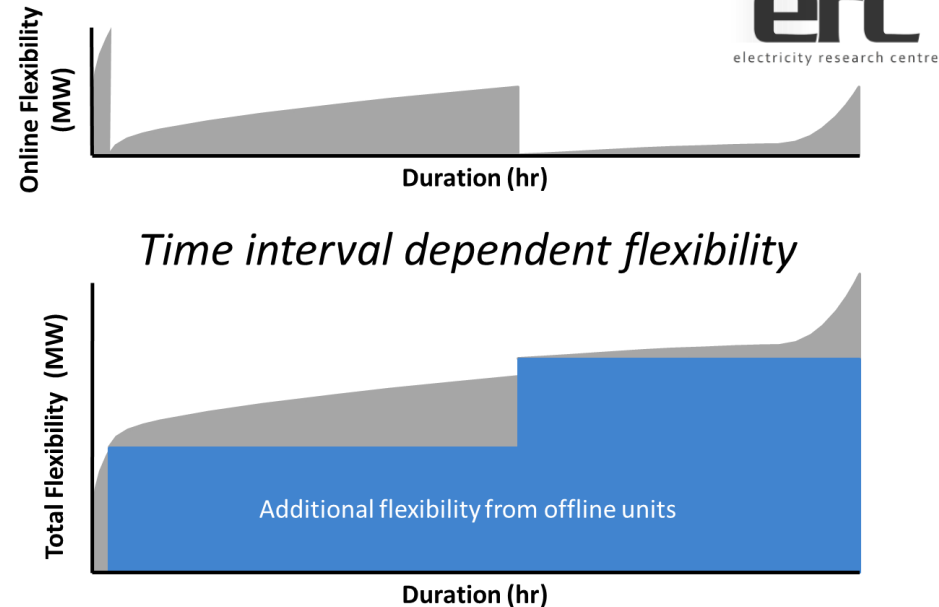 erc
electricity research centre
Online Flexibility
(MW)
Duration (hr)
Time interval dependent flexibility
Total Flexibility (MW)
Additional flexibility from offline units
Duration (hr)